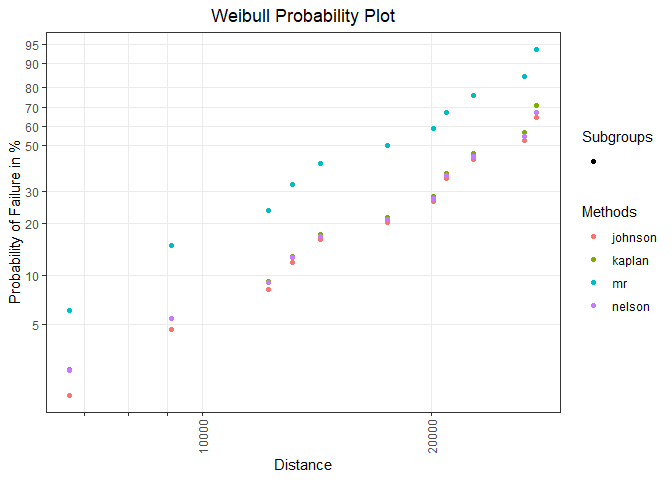 Weibull Probability Plot
Probability of Failure in %
95
90
80
70
60
50
30
20
10
5
10000
20000
Distance
Subgroups
Methods
johnson
kaplan
mr
nelson